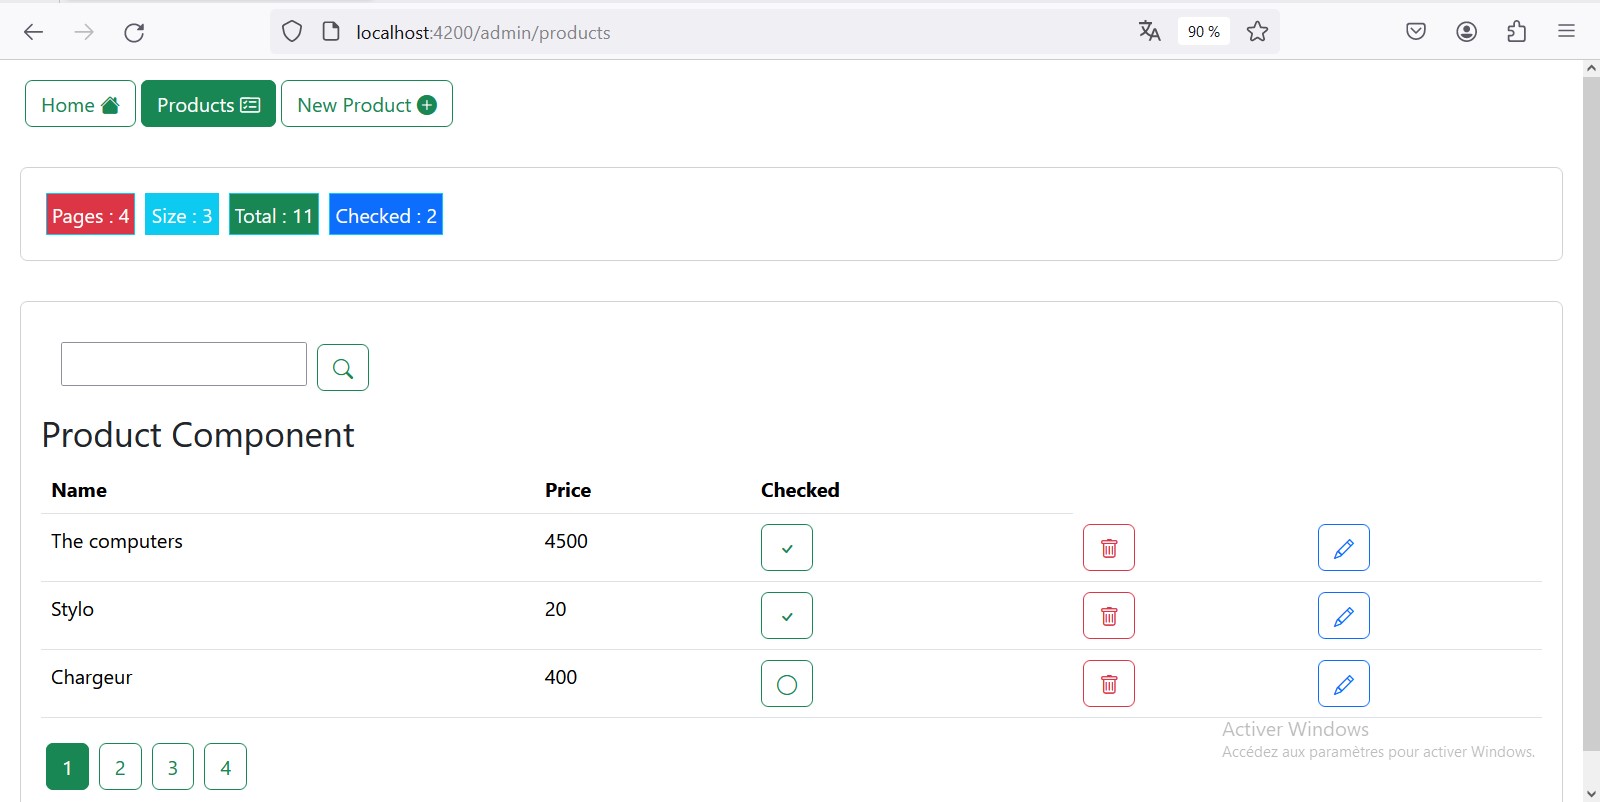 localhost:4200/admin/products
90 %
Home
Products
New Product
Pages : 4 Size : 3 Total : 11 Checked : 2
Product Component
Name Price Checked
The computers 4500
Stylo 20
Chargeur 400
Activer Windows
Accédez aux paramètres pour activer Windows.
1 2 3 4